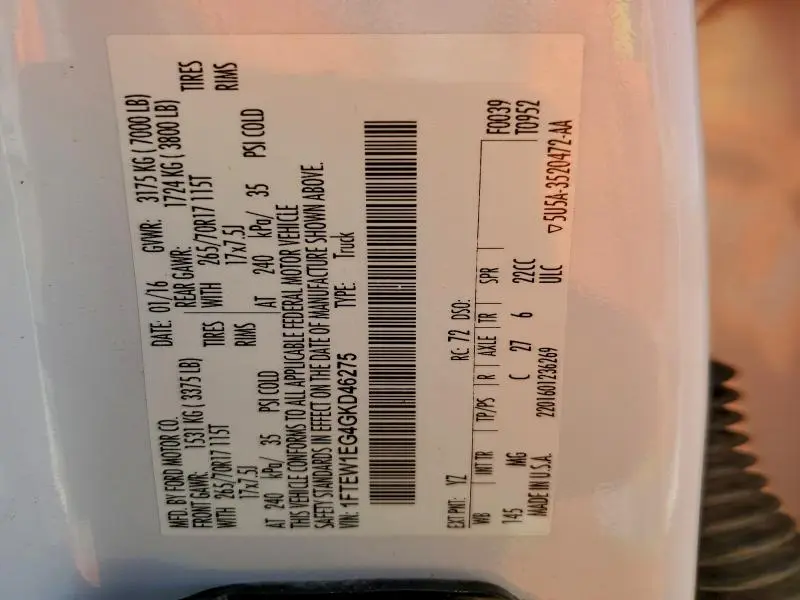 MFD. BY FORD MOTOR CO.
DATE: 01/16 GVWR: 3175 KG ( 7000 LB)
FRONT GAWR: 1531 KG ( 3375 LB) REAR GAWR: 1724 KG ( 3800 LB)
WITH 265/70R17 115T TIRES WITH 265/70R17 115T TIRES
17x7.5J RIMS 17x7.5J RIMS
AT 240 kPa/ 35 PSI COLD AT 240 kPa/ 35 PSI COLD
THIS VEHICLE CONFORMS TO ALL APPLICABLE FEDERAL MOTOR VEHICLE
SAFETY STANDARDS IN EFFECT ON THE DATE OF MANUFACTURE SHOWN ABOVE.
VIN: 1FTEW1EG4GKD46275 TYPE: Truck
F0039
T0952
EXT PNT: YZ RC: 72 DSO:
WB INT TR TP/PS R AXLE TR SPR
145 MG C 27 6 22CC
MADE IN U.S.A. 2201601236269 ULC
▽5U5A-3520472-AA